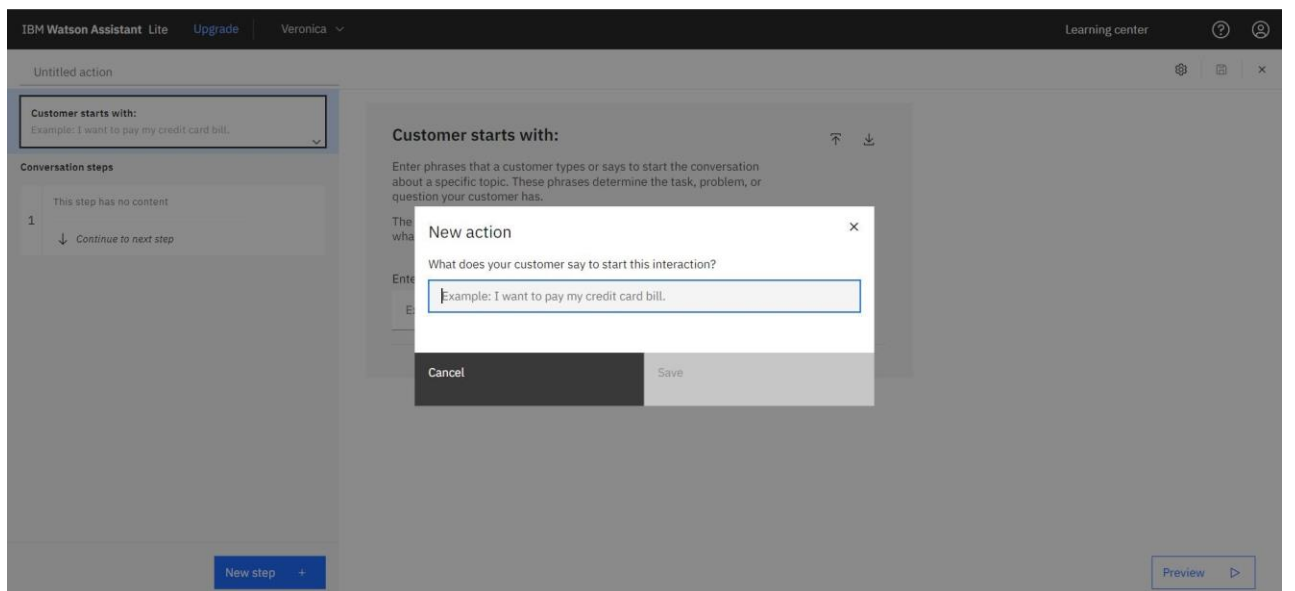 IBM Watson Assistant Lite Upgrade Veronica Learning center
Untitled action
Customer starts with:
Example: I want to pay my credit card bill.
Conversation steps
1
This step has no content
Continue to next step
New step +
Customer starts with:
Enter phrases that a customer types or says to start the conversation
about a specific topic. These phrases determine the task, problem, or
question your customer has.
The
wha
Ente
New action
What does your customer say to start this interaction?
Example: I want to pay my credit card bill.
Cancel Save
Preview